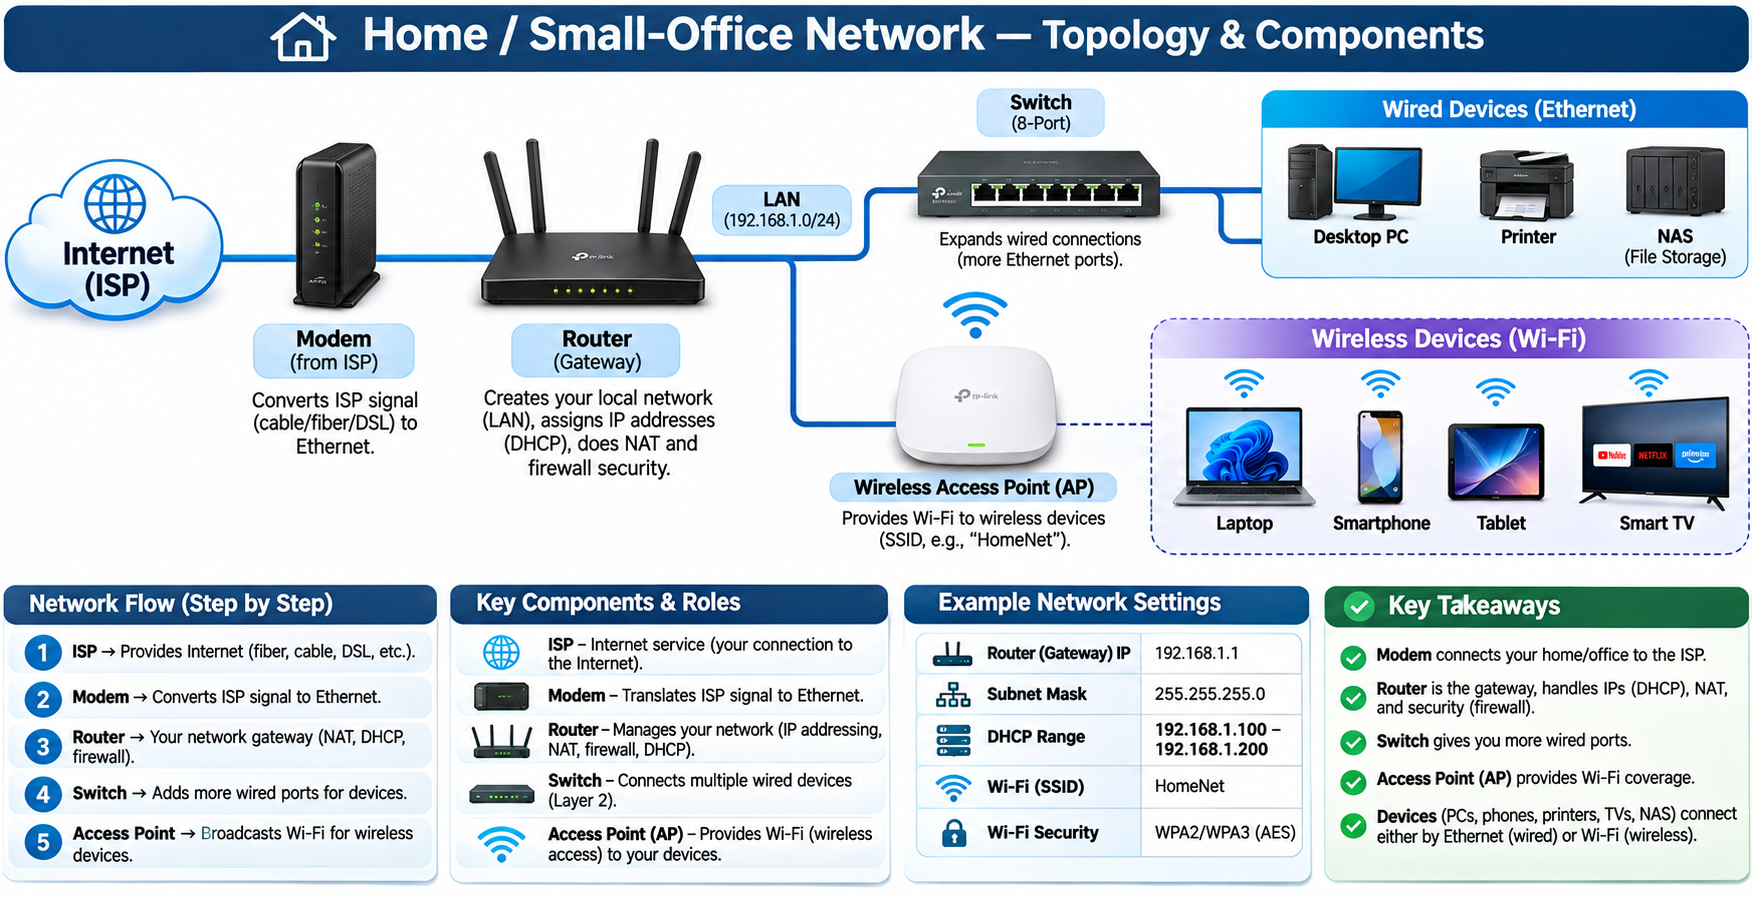 Home / Small-Office Network — Topology & Components
Internet
(ISP)
Modem
(from ISP)
Converts ISP signal
(cable/fiber/DSL) to
Ethernet.
tp-link
Router
(Gateway)
Creates your local network
(LAN), assigns IP addresses
(DHCP), does NAT and
firewall security.
LAN
(192.168.1.0/24)
Switch
(8-Port)
Expands wired connections
(more Ethernet ports).
tp-link
Wireless Access Point (AP)
Provides Wi-Fi to wireless devices
(SSID, e.g., “HomeNet”).
Wired Devices (Ethernet)
Desktop PC
Printer
NAS
(File Storage)
Wireless Devices (Wi-Fi)
YouTube
NETFLIX
Laptop
Smartphone
Tablet
Smart TV
Network Flow (Step by Step)
1 ISP → Provides Internet (fiber, cable, DSL, etc.).
2 Modem → Converts ISP signal to Ethernet.
3 Router → Your network gateway (NAT, DHCP,
firewall).
4 Switch → Adds more wired ports for devices.
5 Access Point → Broadcasts Wi-Fi for wireless
devices.
Key Components & Roles
ISP – Internet service (your connection to
the Internet).
Modem – Translates ISP signal to Ethernet.
Router – Manages your network (IP addressing,
NAT, firewall, DHCP).
Switch – Connects multiple wired devices
(Layer 2).
Access Point (AP) – Provides Wi-Fi (wireless
access) to your devices.
Example Network Settings
Router (Gateway) IP 192.168.1.1
Subnet Mask 255.255.255.0
DHCP Range 192.168.1.100 –
192.168.1.200
Wi-Fi (SSID) HomeNet
Wi-Fi Security WPA2/WPA3 (AES)
Key Takeaways
Modem connects your home/office to the ISP.
Router is the gateway, handles IPs (DHCP), NAT,
and security (firewall).
Switch gives you more wired ports.
Access Point (AP) provides Wi-Fi coverage.
Devices (PCs, phones, printers, TVs, NAS) connect
either by Ethernet (wired) or Wi-Fi (wireless).